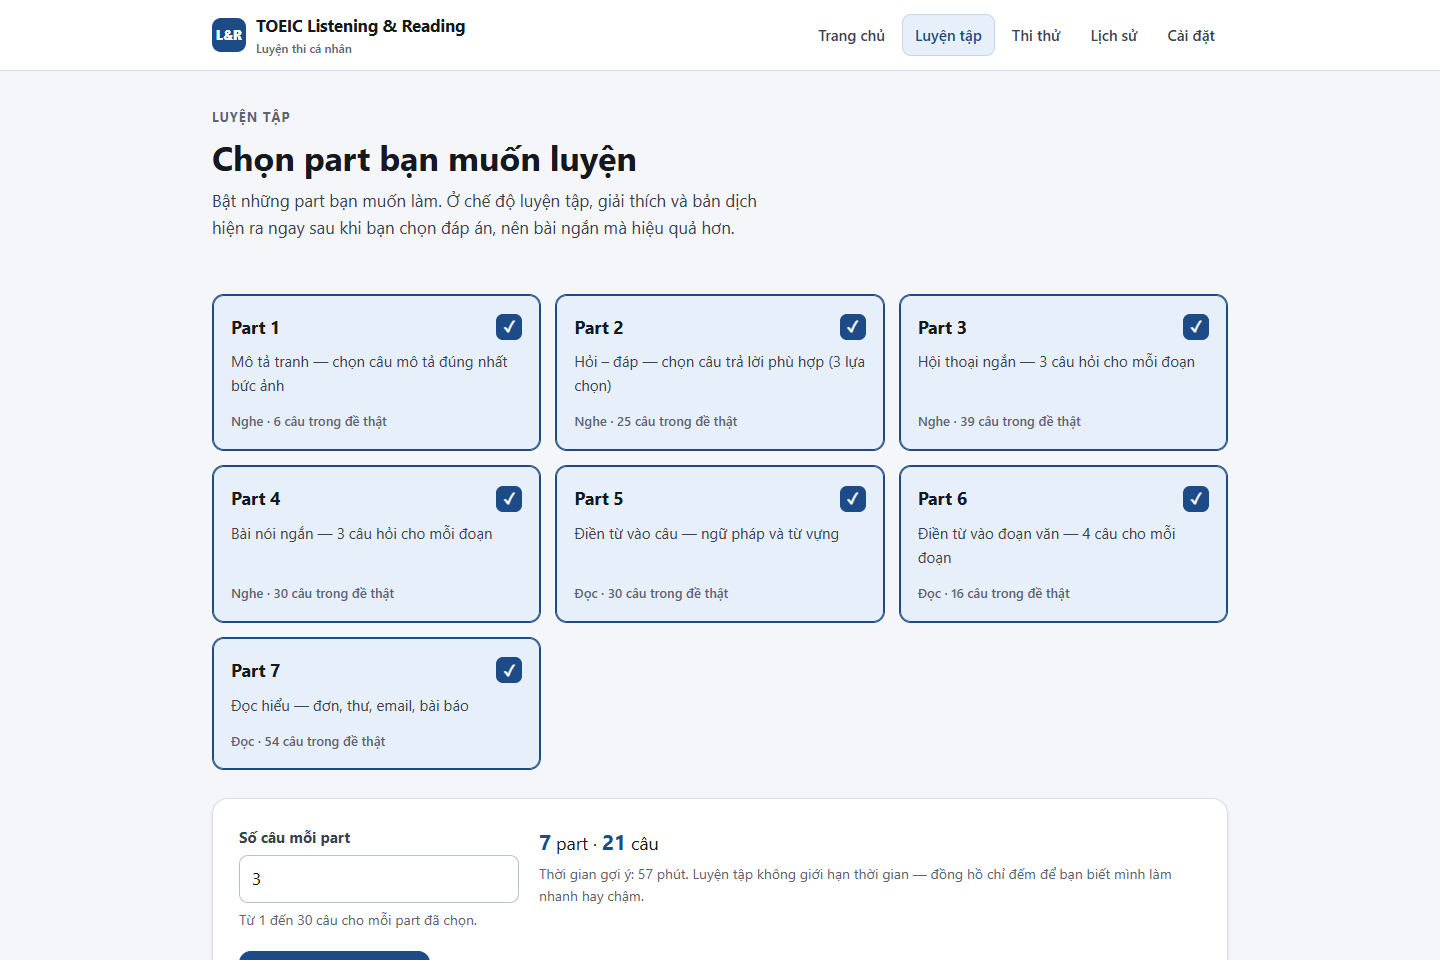 L&R
TOEIC Listening & Reading
Luyện thi cá nhân
Trang chủ
Luyện tập
Thi thử
Lịch sử
Cài đặt
LUYỆN TẬP
Chọn part bạn muốn luyện
Bật những part bạn muốn làm. Ở chế độ luyện tập, giải thích và bản dịch
hiện ra ngay sau khi bạn chọn đáp án, nên bài ngắn mà hiệu quả hơn.
Part 1
Mô tả tranh — chọn câu mô tả đúng nhất
bức ảnh
Nghe · 6 câu trong đề thật
Part 2
Hỏi – đáp — chọn câu trả lời phù hợp (3 lựa
chọn)
Nghe · 25 câu trong đề thật
Part 3
Hội thoại ngắn — 3 câu hỏi cho mỗi đoạn
Nghe · 39 câu trong đề thật
Part 4
Bài nói ngắn — 3 câu hỏi cho mỗi đoạn
Nghe · 30 câu trong đề thật
Part 5
Điền từ vào câu — ngữ pháp và từ vựng
Đọc · 30 câu trong đề thật
Part 6
Điền từ vào đoạn văn — 4 câu cho mỗi
đoạn
Đọc · 16 câu trong đề thật
Part 7
Đọc hiểu — đơn, thư, email, bài báo
Đọc · 54 câu trong đề thật
Số câu mỗi part
3
Từ 1 đến 30 câu cho mỗi part đã chọn.
7 part · 21 câu
Thời gian gợi ý: 57 phút. Luyện tập không giới hạn thời gian — đồng hồ chỉ đếm để bạn biết mình làm
nhanh hay chậm.